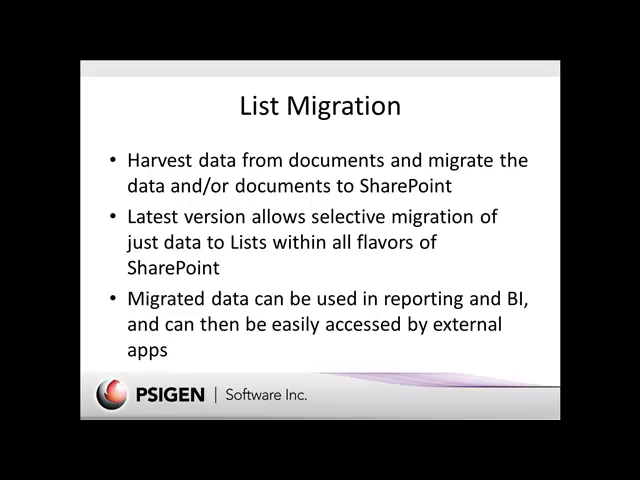 List Migration
• Harvest data from documents and migrate the
data and/or documents to SharePoint
• Latest version allows selective migration of
just data to Lists within all flavors of
SharePoint
• Migrated data can be used in reporting and BI,
and can then be easily accessed by external
apps
PSIGEN | Software Inc.